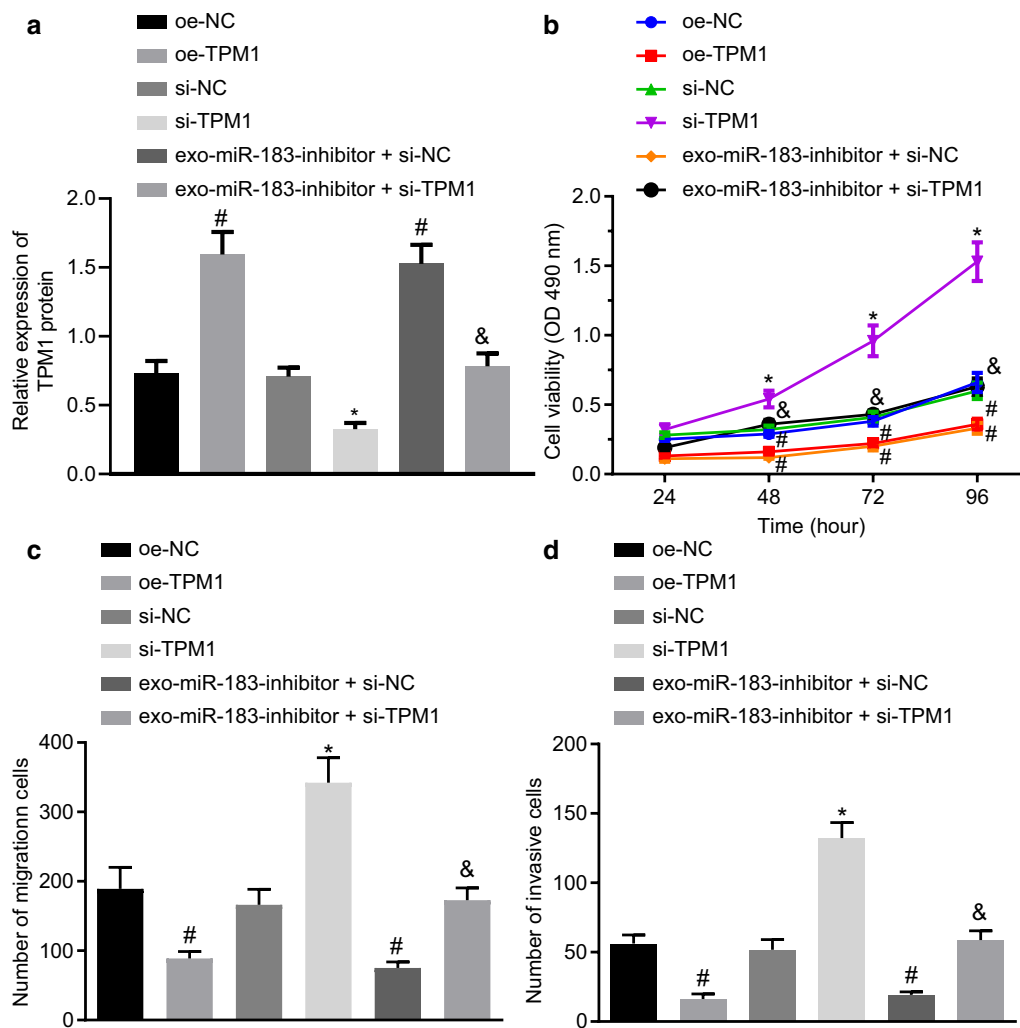 a
oe-NC
oe-TPM1
si-NC
si-TPM1
exo-miR-183-inhibitor + si-NC
exo-miR-183-inhibitor + si-TPM1
Relative expression of
TPM1 protein
2.0
1.5
1.0
0.5
0.0
#
*
#
&
b
oe-NC
oe-TPM1
si-NC
si-TPM1
exo-miR-183-inhibitor + si-NC
exo-miR-183-inhibitor + si-TPM1
Cell viability (OD 490 nm)
2.0
1.5
1.0
0.5
0.0
*
*
*
&
&
&
#
#
#
#
#
#
24 48 72 96
Time (hour)
c
oe-NC
oe-TPM1
si-NC
si-TPM1
exo-miR-183-inhibitor + si-NC
exo-miR-183-inhibitor + si-TPM1
Number of migrationn cells
400
300
200
100
0
#
*
#
&
d
oe-NC
oe-TPM1
si-NC
si-TPM1
exo-miR-183-inhibitor + si-NC
exo-miR-183-inhibitor + si-TPM1
Number of invasive cells
200
150
100
50
0
#
*
#
&